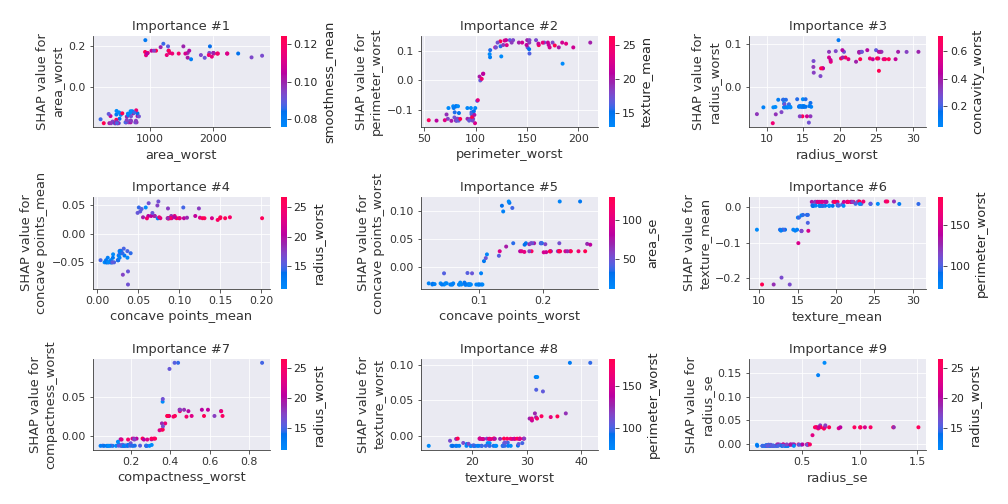 Importance #1
SHAP value for
area_worst
0.2
0.0
1000
2000
area_worst
0.12
0.10
0.08
smoothness_mean
Importance #2
SHAP value for
perimeter_worst
0.1
0.0
−0.1
50
100
150
200
perimeter_worst
25
20
15
texture_mean
Importance #3
SHAP value for
radius_worst
0.1
0.0
10
15
20
25
30
radius_worst
0.6
0.4
0.2
concavity_worst
Importance #4
SHAP value for
concave points_mean
0.05
0.00
−0.05
0.00
0.05
0.10
0.15
0.20
concave points_mean
25
20
15
radius_worst
Importance #5
SHAP value for
concave points_worst
0.10
0.05
0.00
0.1
0.2
concave points_worst
100
50
area_se
Importance #6
SHAP value for
texture_mean
0.0
−0.1
−0.2
10
15
20
25
30
texture_mean
150
100
perimeter_worst
Importance #7
SHAP value for
compactness_worst
0.05
0.00
0.2
0.4
0.6
0.8
compactness_worst
25
20
15
radius_worst
Importance #8
SHAP value for
texture_worst
0.10
0.05
0.00
20
30
40
texture_worst
150
100
perimeter_worst
Importance #9
SHAP value for
radius_se
0.15
0.10
0.05
0.00
0.5
1.0
1.5
radius_se
25
20
15
radius_worst